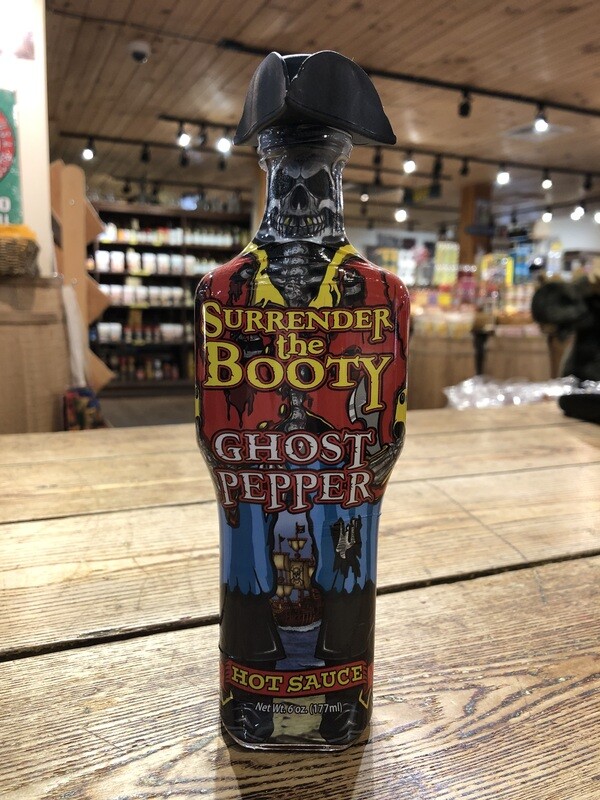 SURRENDER
the
BOOTY
GHOST
PEPPER
HOT SAUCE
Net Wt. 6 oz. (177ml)